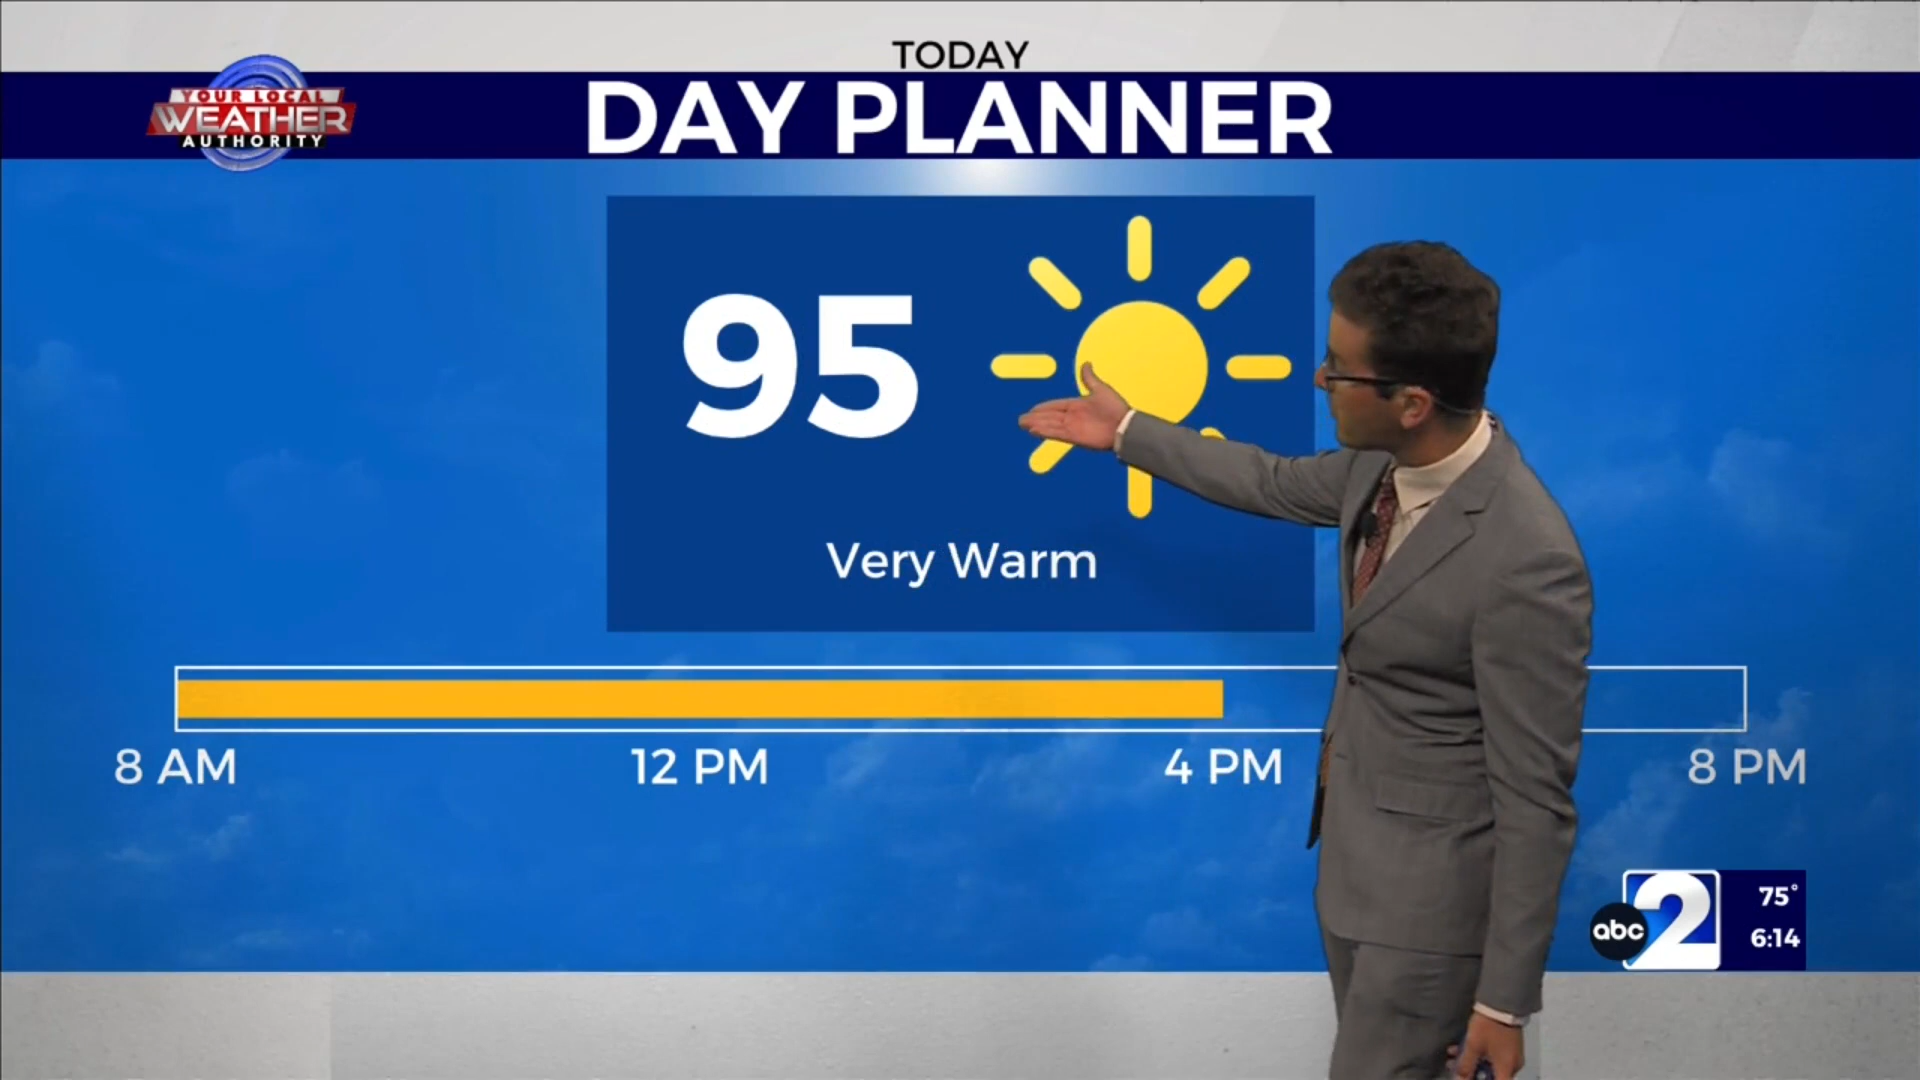 TODAY
DAY PLANNER
YOUR LOCAL
WEATHER
AUTHORITY
95
Very Warm
8 AM
12 PM
4 PM
8 PM
abc
2
75°
6:14